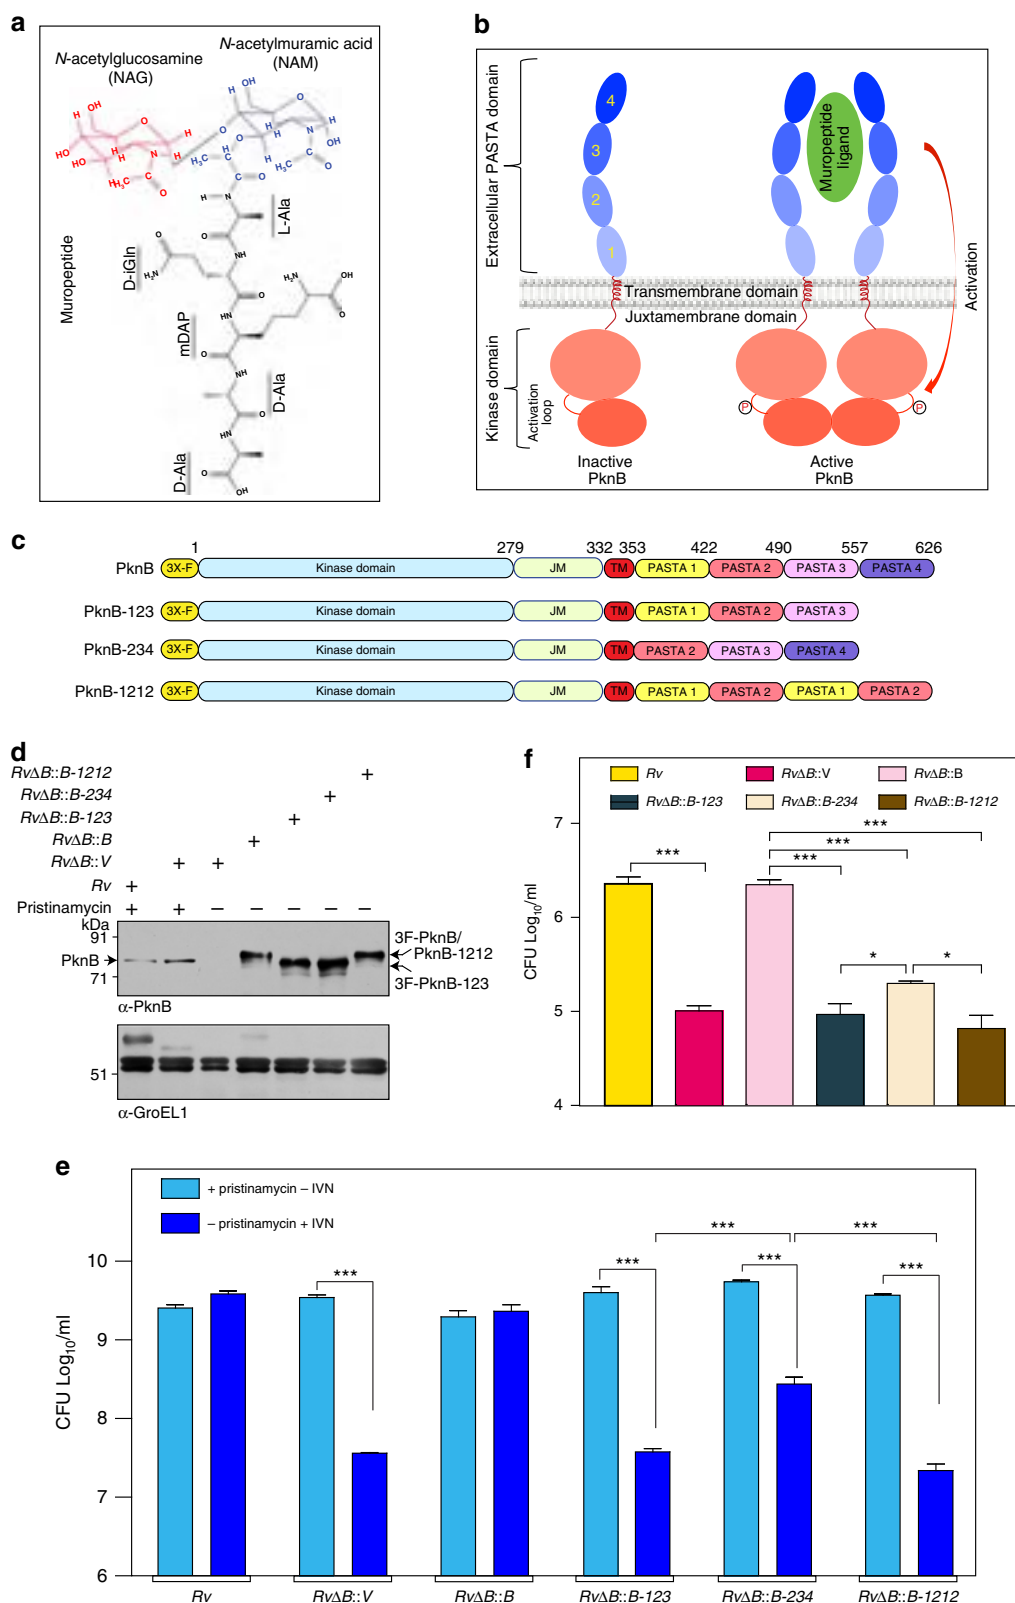 a
N-acetylglucosamine
(NAG)
N-acetylmuramic acid
(NAM)
Muropeptide
L-Ala
D-iGln
mDAP
D-Ala
D-Ala
b
Extracellular PASTA domain
4
3
2
1
Muropeptide
ligand
Transmembrane domain
Juxtamembrane domain
Activation
Kinase domain
Activation
loop
P
P
Inactive
PknB
Active
PknB
c
1 279 332 353 422 490 557 626
PknB 3X-F Kinase domain JM TM PASTA 1 PASTA 2 PASTA 3 PASTA 4
PknB-123 3X-F Kinase domain JM TM PASTA 1 PASTA 2 PASTA 3
PknB-234 3X-F Kinase domain JM TM PASTA 2 PASTA 3 PASTA 4
PknB-1212 3X-F Kinase domain JM TM PASTA 1 PASTA 2 PASTA 1 PASTA 2
d
RvΔB::B-1212 +
RvΔB::B-234 +
RvΔB::B-123 +
RvΔB::B +
RvΔB::V + +
Rv +
Pristinamycin + + − − − − −
kDa
91
PknB
71
3F-PknB/
PknB-1212
3F-PknB-123
α-PknB
51
α-GroEL1
f
Rv RvΔB::V RvΔB::B
RvΔB::B-123 RvΔB::B-234 RvΔB::B-1212
CFU Log10/ml
7
6
5
4
***
***
***
***
*
*
e
+ pristinamycin – IVN
– pristinamycin + IVN
CFU Log10/ml
10
9
8
7
6
***
***
***
***
***
***
Rv RvΔB::V RvΔB::B RvΔB::B-123 RvΔB::B-234 RvΔB::B-1212